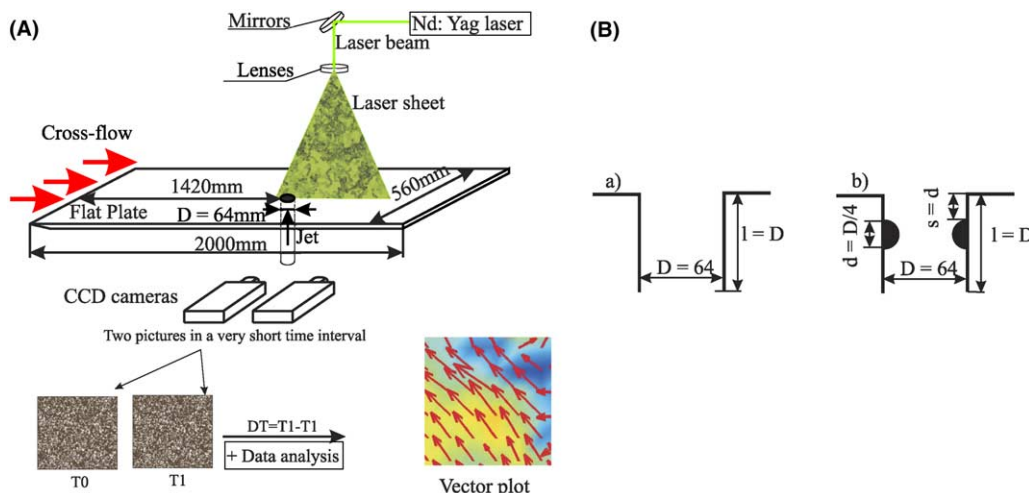 (A)
Mirrors
Nd: Yag laser
Laser beam
Lenses
Laser sheet
Cross-flow
1420mm
560mm
Flat Plate
D = 64mm
Jet
2000mm
CCD cameras
Two pictures in a very short time interval
DT=T1-T1
+ Data analysis
T0
T1
Vector plot
(B)
a)
l = D
D = 64
b)
d = D/4
s = d
l = D
D = 64